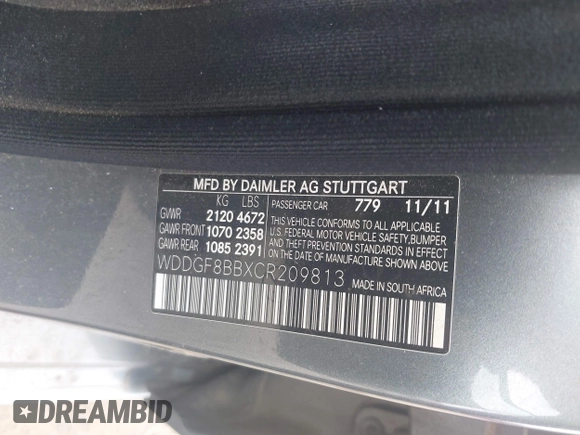 MFD BY DAIMLER AG STUTTGART
KG LBS PASSENGER CAR 779 11/11
GVWR 2120 4672 THIS VEHICLE CONFORMS TO ALL APPLICABLE
GAWR FRONT 1070 2358 U.S. FEDERAL MOTOR VEHICLE SAFETY, BUMPER
GAWR REAR 1085 2391 AND THEFT PREVENTION STANDARDS IN EFFECT
ON THE DATE OF MANUFACTURE SHOWN ABOVE.
WDDGF8BBXCR209813 MADE IN SOUTH AFRICA
DREAMBID